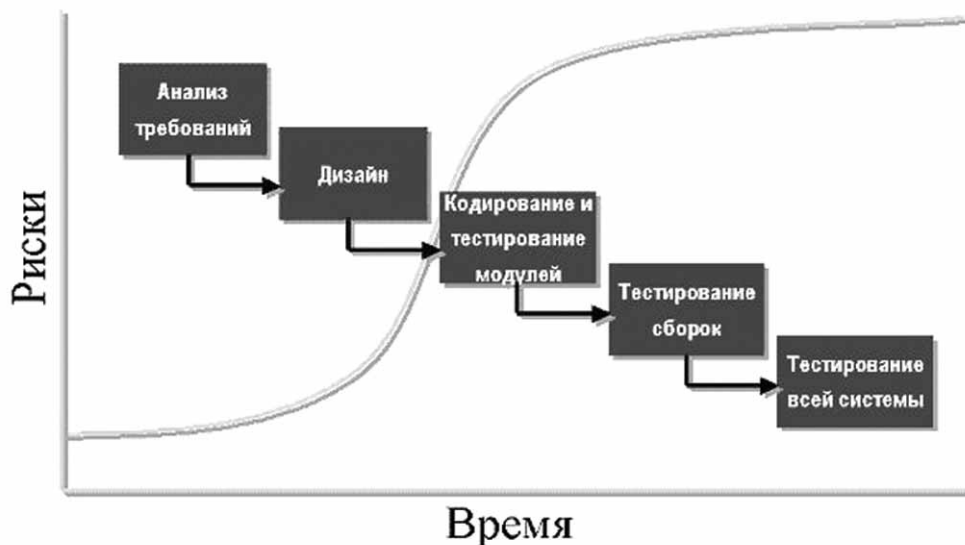 Анализ
требований
Дизайн
Кодирование и
тестирование
модулей
Тестирование
сборок
Тестирование
всей системы
Риски
Время